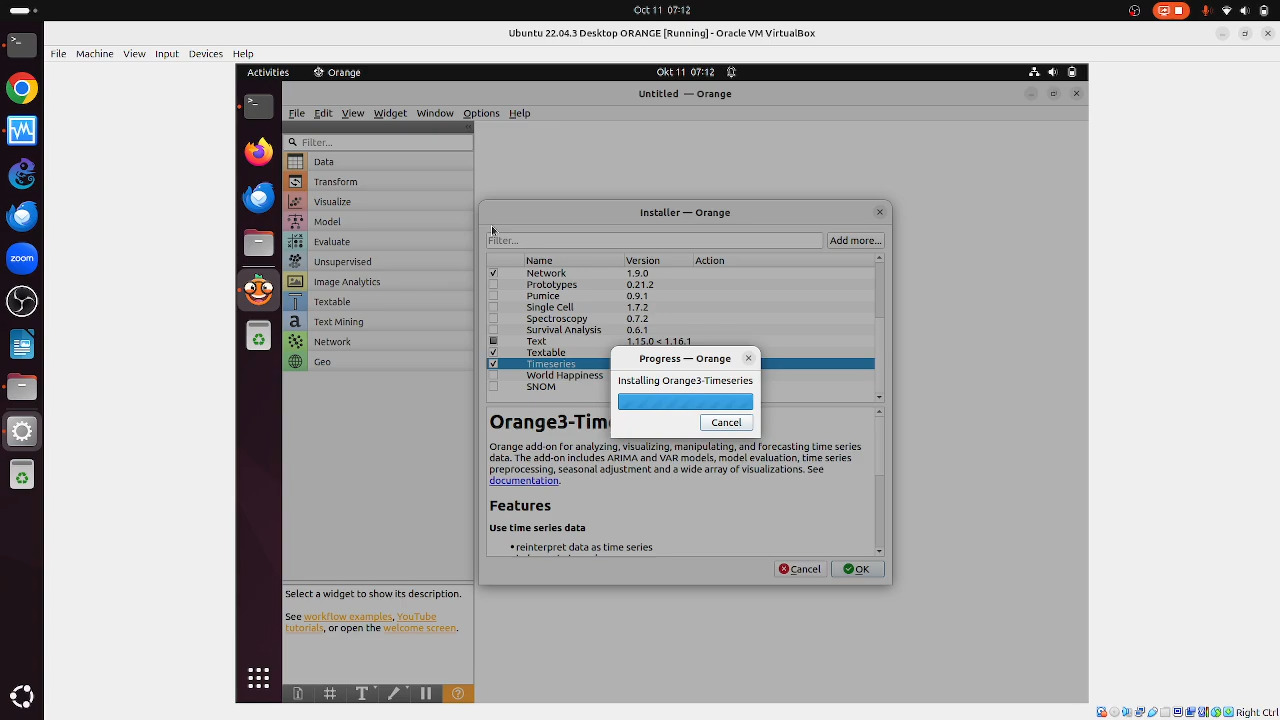 Oct 11 07:12
Ubuntu 22.04.3 Desktop ORANGE [Running] - Oracle VM VirtualBox
File Machine View Input Devices Help
Activities Orange Okt 11 07:12
Untitled — Orange
File Edit View Widget Window Options Help
Filter...
Data
Transform
Visualize
Model
Evaluate
Unsupervised
Image Analytics
Textable
Text Mining
Network
Geo
Installer — Orange
Filter... Add more...
Name Version Action
Network 1.9.0
Prototypes 0.21.2
Pumice 0.9.1
Single Cell 1.7.2
Spectroscopy 0.7.2
Survival Analysis 0.6.1
Text 1.15.0 < 1.16.1
Textable
Timeseries
World Happiness
SNOM
Progress — Orange
Installing Orange3-Timeseries
Cancel
Orange3-Tim
Orange add-on for analyzing, visualizing, manipulating, and forecasting time series
data. The add-on includes ARIMA and VAR models, model evaluation, time series
preprocessing, seasonal adjustment and a wide array of visualizations. See
documentation.
Features
Use time series data
• reinterpret data as time series
Cancel OK
Select a widget to show its description.
See workflow examples, YouTube
tutorials, or open the welcome screen.
zoom
Right Ctrl